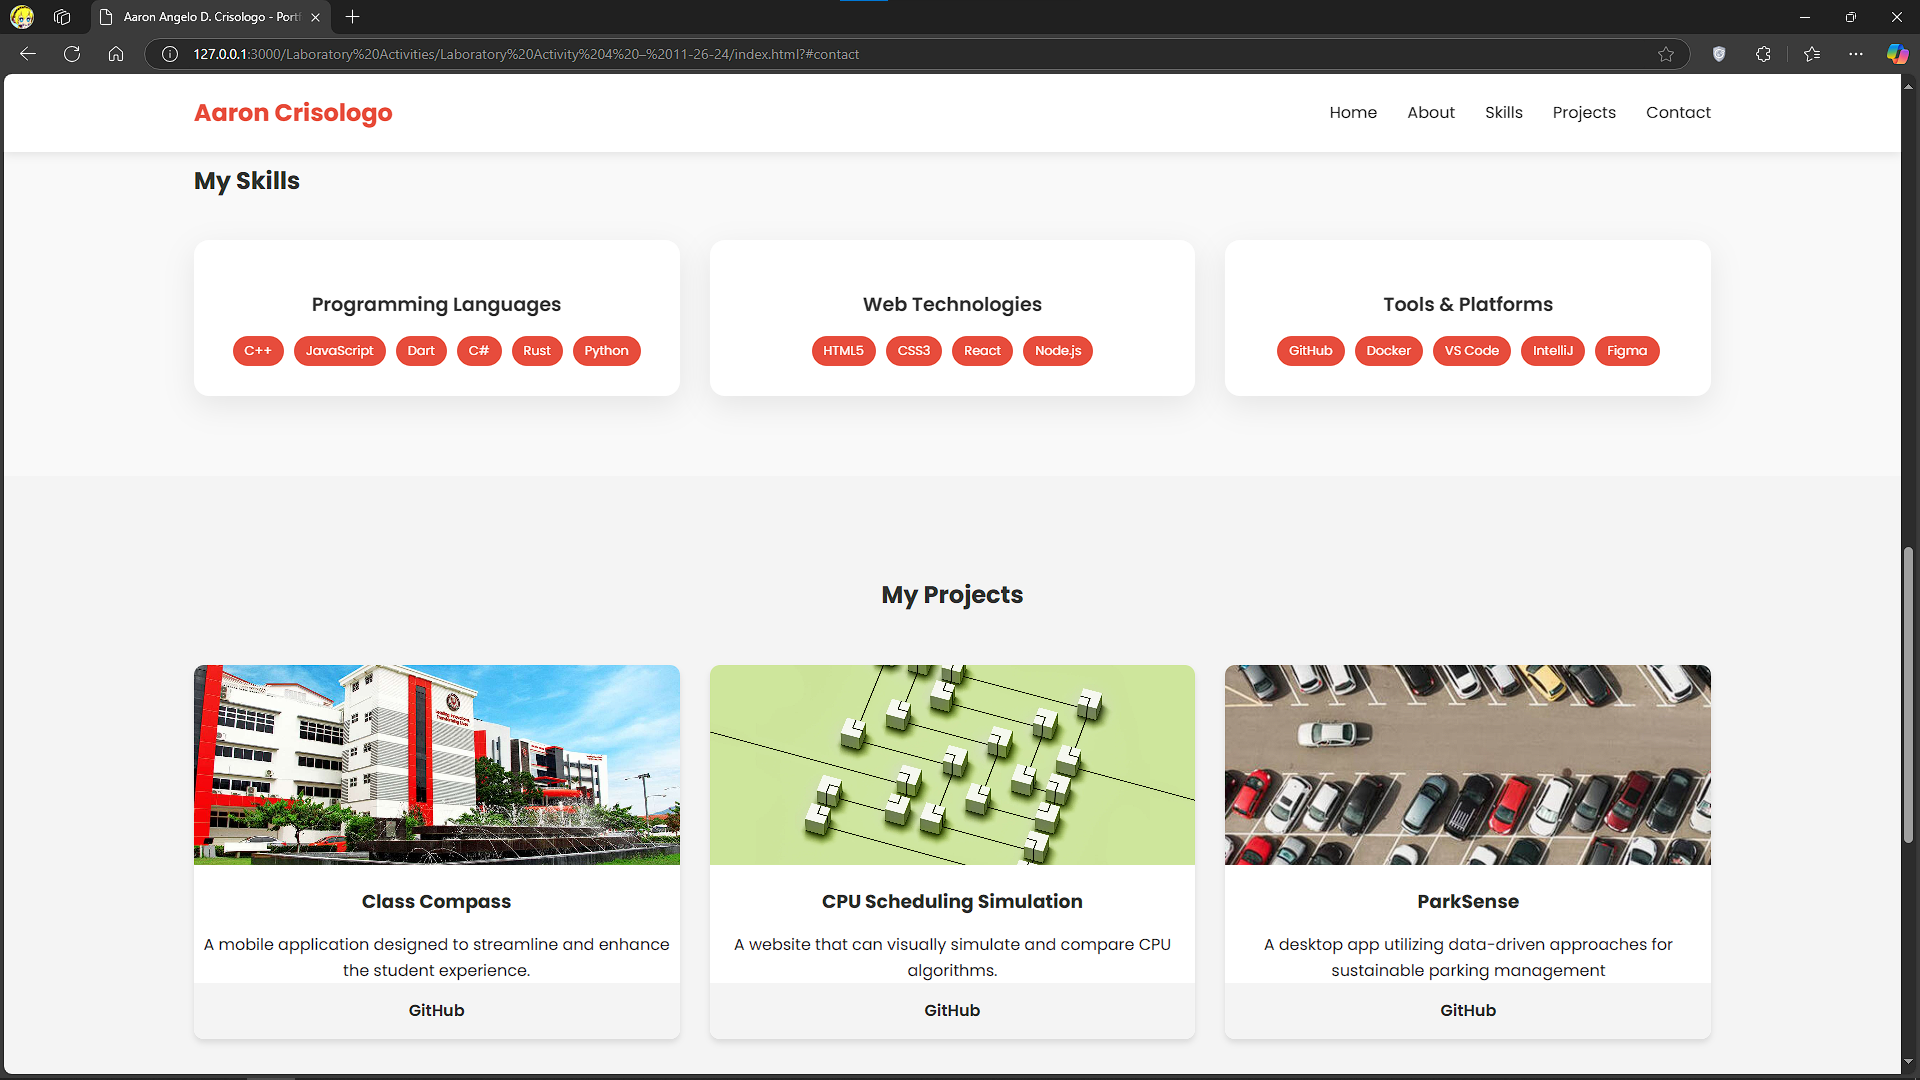 Aaron Angelo D. Crisologo - Portf
127.0.0.1:3000/Laboratory%20Activities/Laboratory%20Activity%204%20–%2011-26-24/index.html?#contact
Aaron Crisologo
Home About Skills Projects Contact
My Skills
Programming Languages
C++ JavaScript Dart C# Rust Python
Web Technologies
HTML5 CSS3 React Node.js
Tools & Platforms
GitHub Docker VS Code IntelliJ Figma
My Projects
Class Compass
A mobile application designed to streamline and enhance
the student experience.
GitHub
CPU Scheduling Simulation
A website that can visually simulate and compare CPU
algorithms.
GitHub
ParkSense
A desktop app utilizing data-driven approaches for
sustainable parking management
GitHub